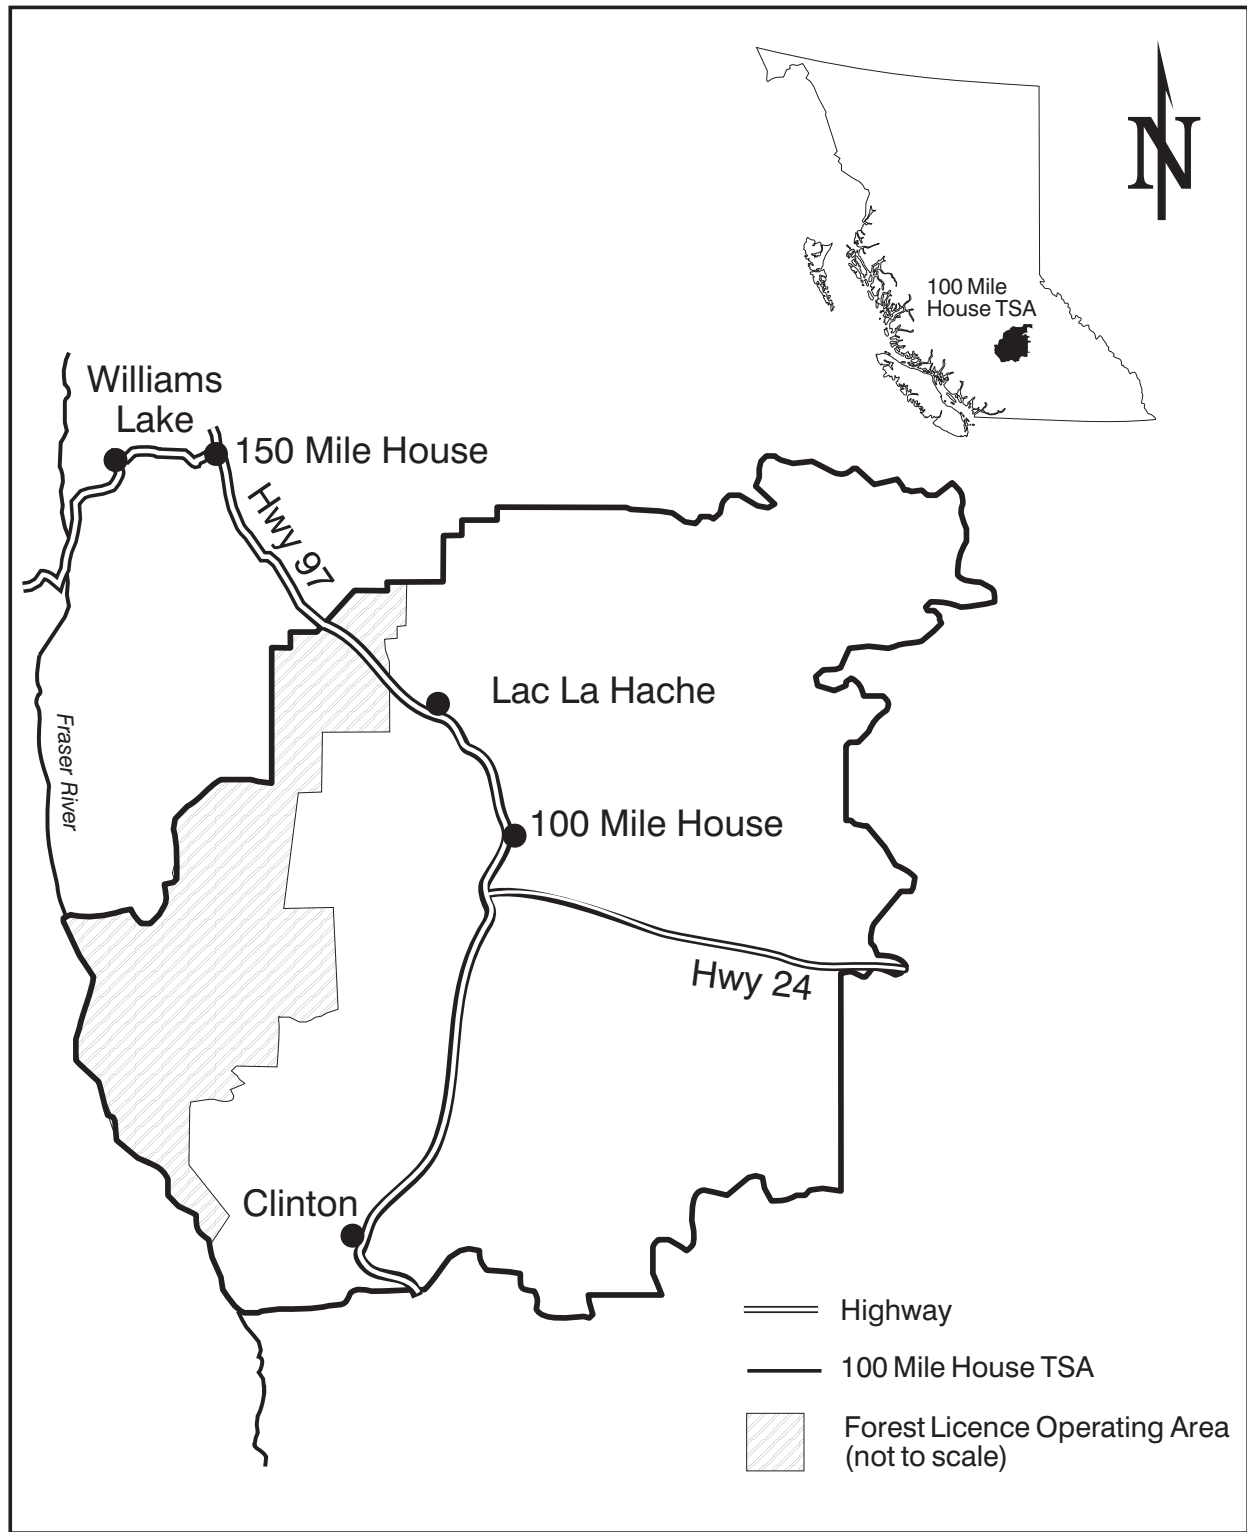 N
100 Mile
House TSA
Williams
Lake
150 Mile House
Hwy 97
Lac La Hache
Fraser River
100 Mile House
Hwy 24
Clinton
Highway
100 Mile House TSA
Forest Licence Operating Area
(not to scale)